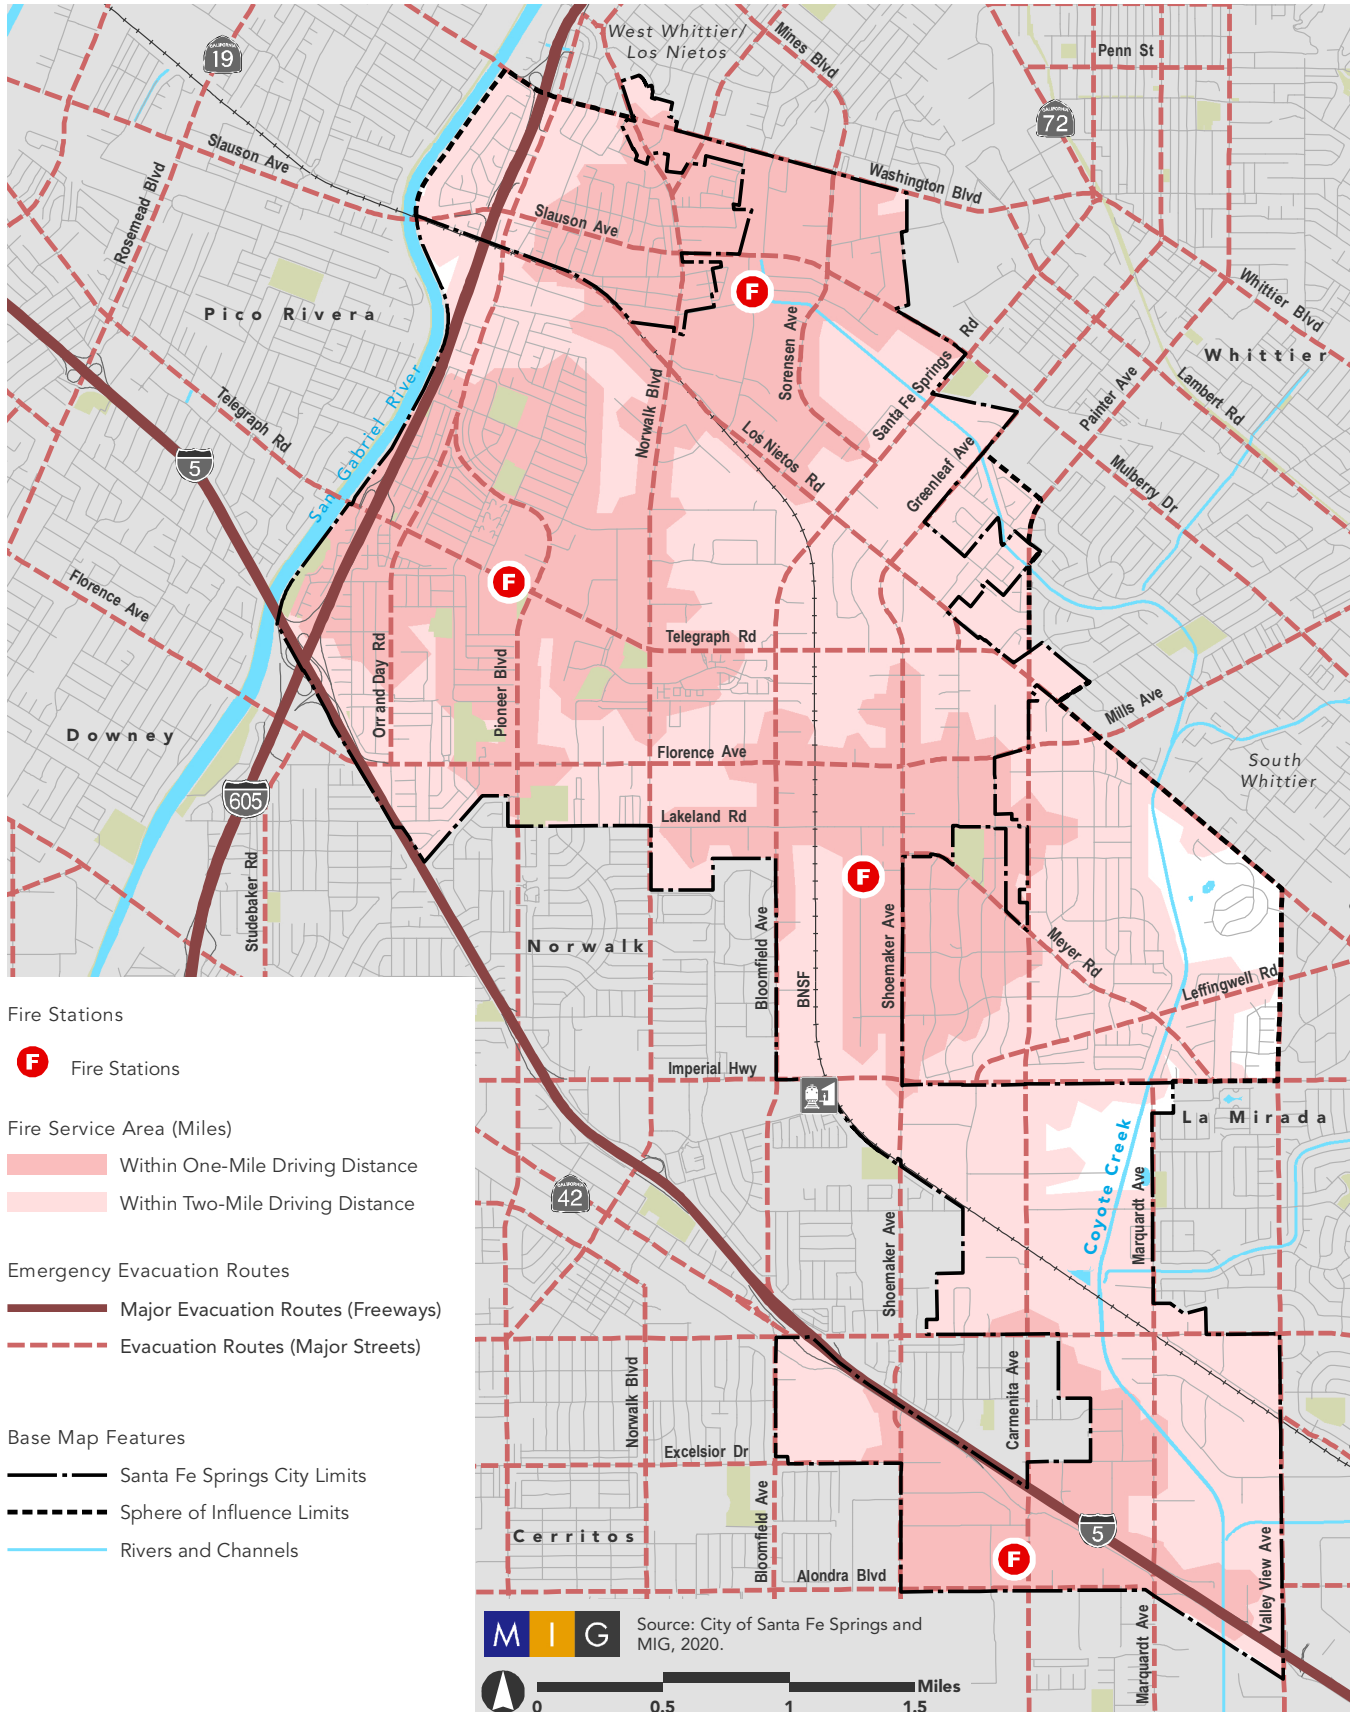 West Whittier/
Los Nietos
Mines Blvd
Penn St
CALIFORNIA
19
CALIFORNIA
72
Slauson Ave
Rosemead Blvd
Washington Blvd
Slauson Ave
F
Pico Rivera
Whittier Blvd
Whittier
Sorensen Ave
Santa Fe Springs Rd
Painter Ave
Lambert Rd
Telegraph Rd
San Gabriel River
Norwalk Blvd
Los Nietos Rd
Greenleaf Ave
Mulberry Dr
5
F
Florence Ave
Telegraph Rd
Orr and Day Rd
Pioneer Blvd
Mills Ave
Downey
Florence Ave
South
Whittier
605
Lakeland Rd
F
Studebaker Rd
Norwalk
Bloomfield Ave
BNSF
Shoemaker Ave
Meyer Rd
Leffingwell Rd
Imperial Hwy
La Mirada
Coyote Creek
Marquardt Ave
CALIFORNIA
42
Shoemaker Ave
Norwalk Blvd
Carmenita Ave
Excelsior Dr
Bloomfield Ave
Cerritos
5
F
Alondra Blvd
Valley View Ave
Marquardt Ave
Fire Stations
F
Fire Stations
Fire Service Area (Miles)
Within One-Mile Driving Distance
Within Two-Mile Driving Distance
Emergency Evacuation Routes
Major Evacuation Routes (Freeways)
Evacuation Routes (Major Streets)
Base Map Features
Santa Fe Springs City Limits
Sphere of Influence Limits
Rivers and Channels
M I G
Source: City of Santa Fe Springs and
MIG, 2020.
Miles
0 0.5 1 1.5